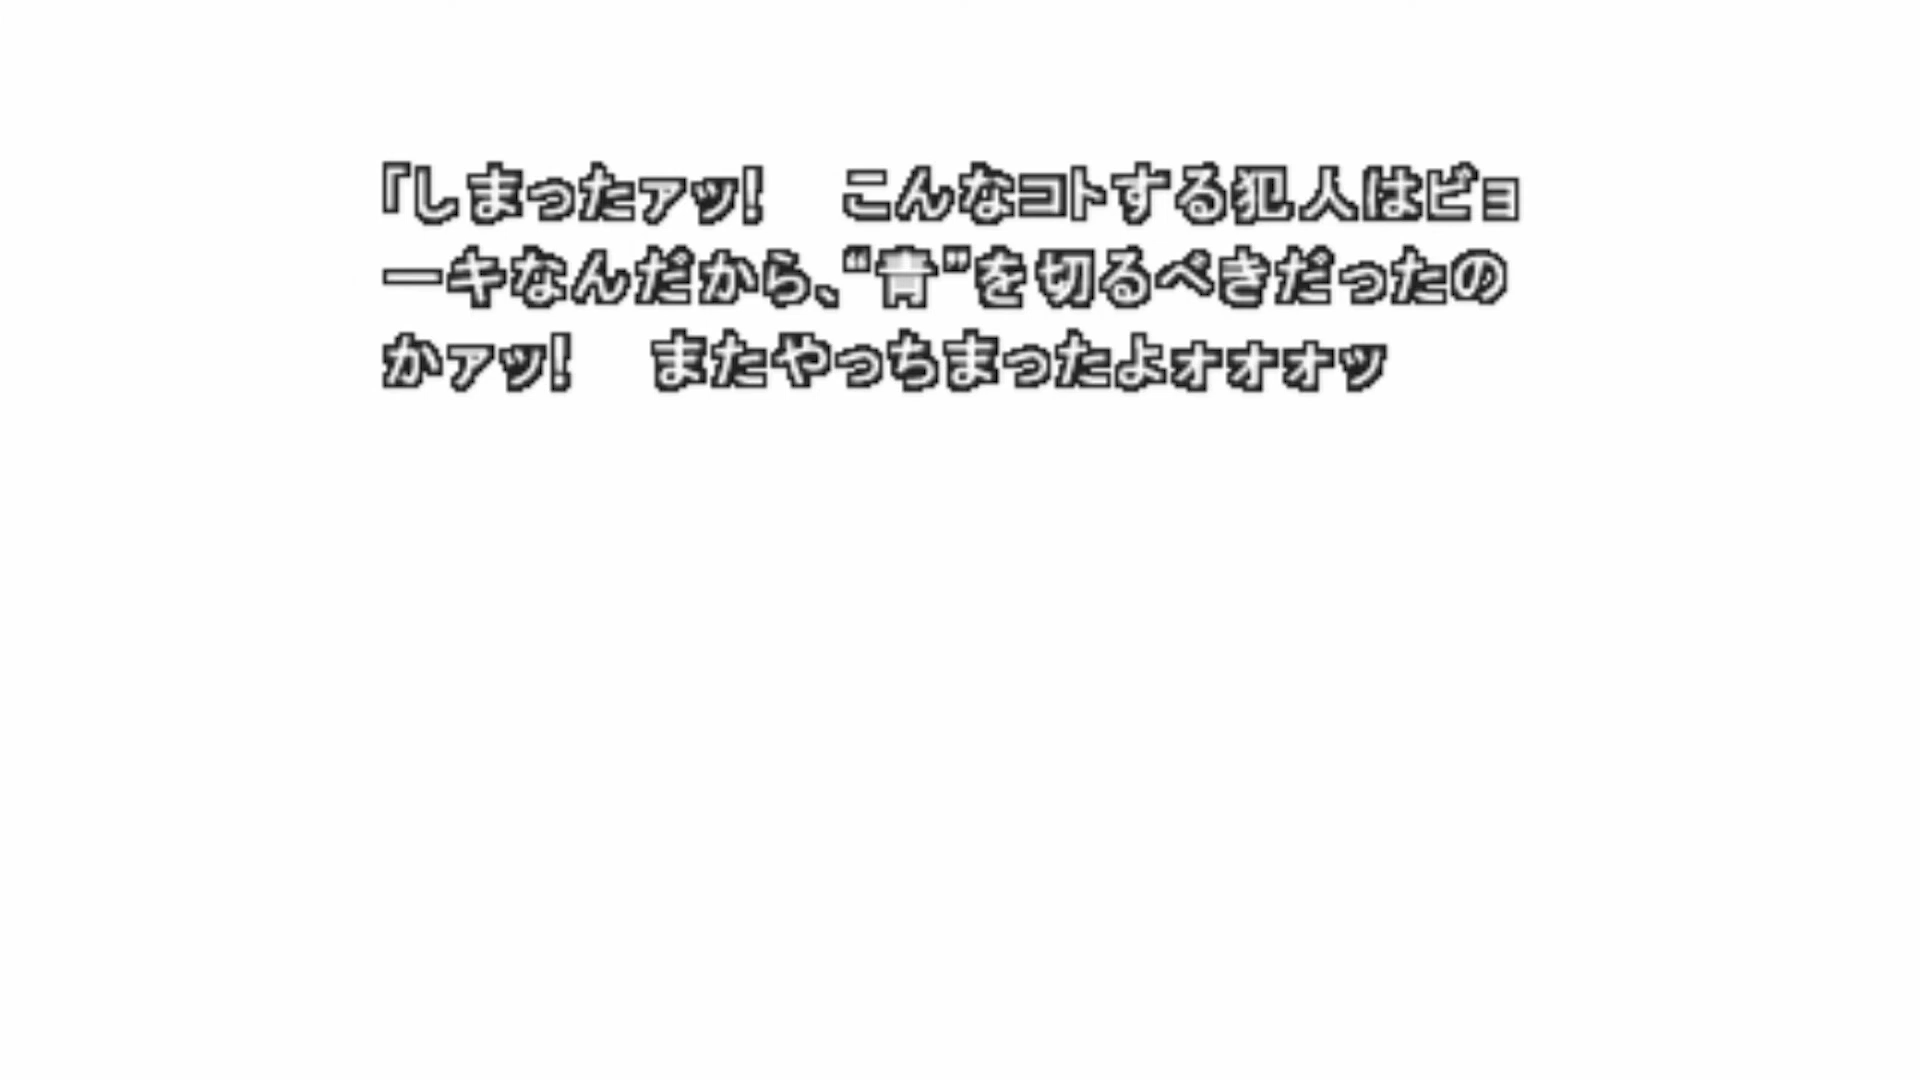 「しまったァッ!　こんなコトする犯人はビョ
ーキなんだから、“青”を切るべきだったの
かァッ!　またやっちまったよォォォッ